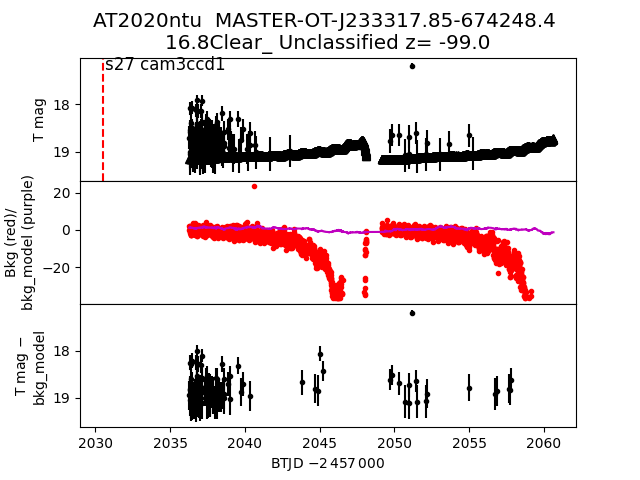 AT2020ntu MASTER-OT-J233317.85-674248.4
16.8Clear_ Unclassified z= -99.0
s27 cam3ccd1
T mag
18
19
Bkg (red)/
bkg_model (purple)
20
0
−20
T mag −
bkg_model
18
19
2030 2035 2040 2045 2050 2055 2060
BTJD −2 457 000